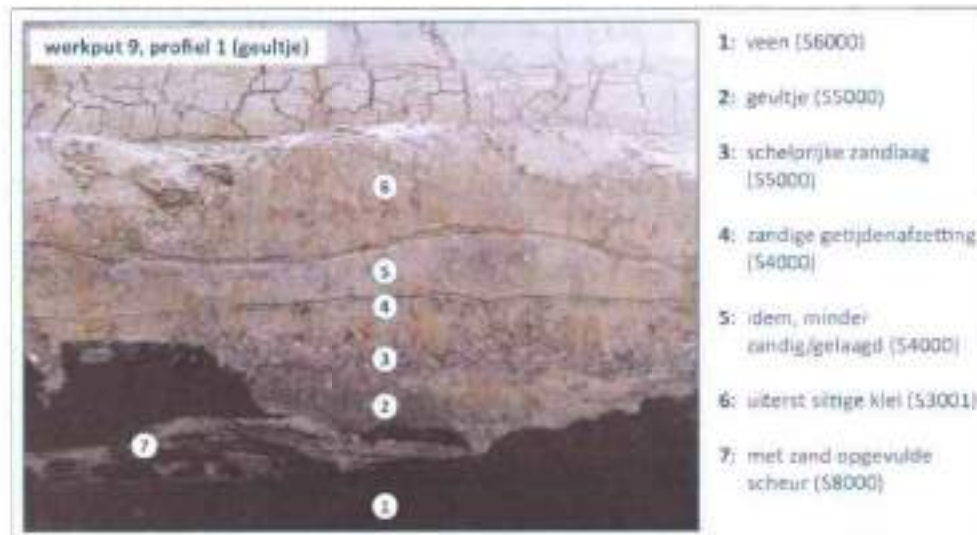 werkput 9, profiel 1 (geultje)
6
5
4
3
2
7
1
1: veen (S6000)
2: geultje (S5000)
3: schelprijke zandlaag
(S5000)
4: zandige getijdenafzetting
(S4000)
5: idem, minder
zandig/gelaagd (S4000)
6: uiterst siltige klei (S3001)
7: met zand opgevulde
scheur (S8000)